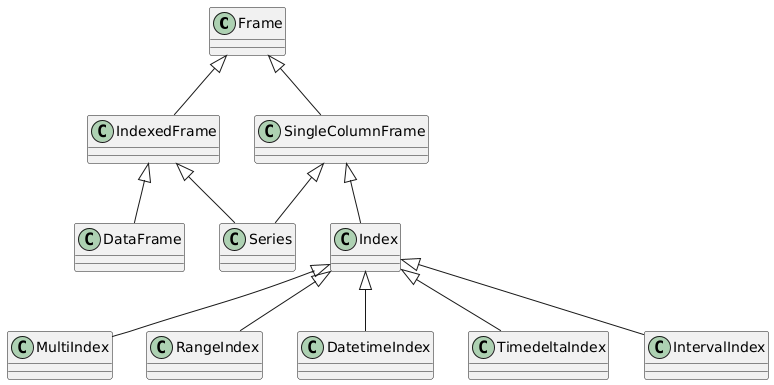 C Frame
C IndexedFrame
C SingleColumnFrame
C DataFrame
C Series
C Index
C MultiIndex
C RangeIndex
C DatetimeIndex
C TimedeltaIndex
C IntervalIndex